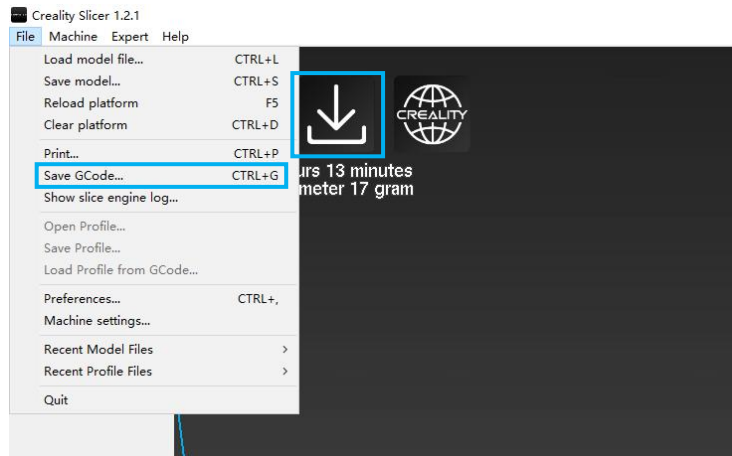 Creality Slicer 1.2.1
File Machine Expert Help
Load model file... CTRL+L
Save model... CTRL+S
Reload platform F5
Clear platform CTRL+D
Print... CTRL+P
Save GCode... CTRL+G
Show slice engine log...
Open Profile...
Save Profile...
Load Profile from GCode...
Preferences... CTRL+,
Machine settings...
Recent Model Files
Recent Profile Files
Quit
CREALITY
urs 13 minutes
meter 17 gram